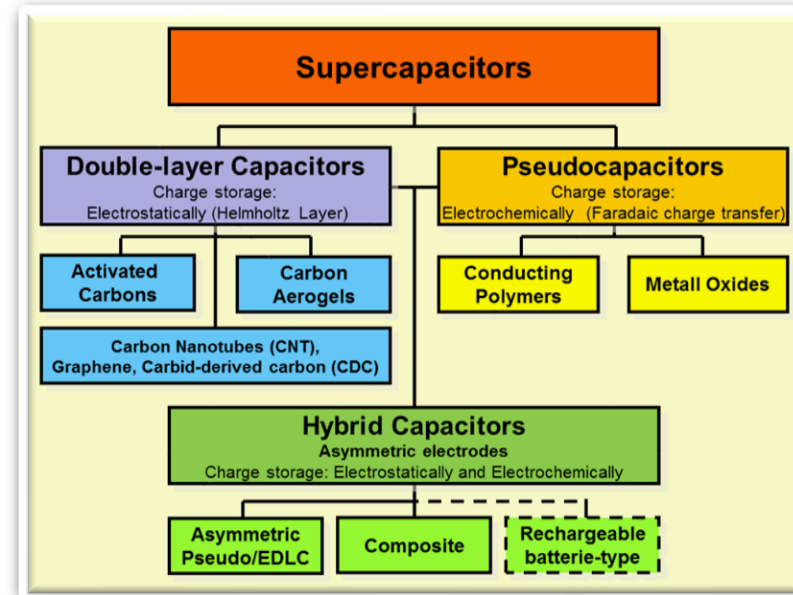 Supercapacitors
Double-layer Capacitors
Charge storage:
Electrostatically (Helmholtz Layer)
Pseudocapacitors
Charge storage:
Electrochemically (Faradaic charge transfer)
Activated
Carbons
Carbon
Aerogels
Conducting
Polymers
Metall Oxides
Carbon Nanotubes (CNT),
Graphene, Carbid-derived carbon (CDC)
Hybrid Capacitors
Asymmetric electrodes
Charge storage: Electrostatically and Electrochemically
Asymmetric
Pseudo/EDLC
Composite
Rechargeable
batterie-type